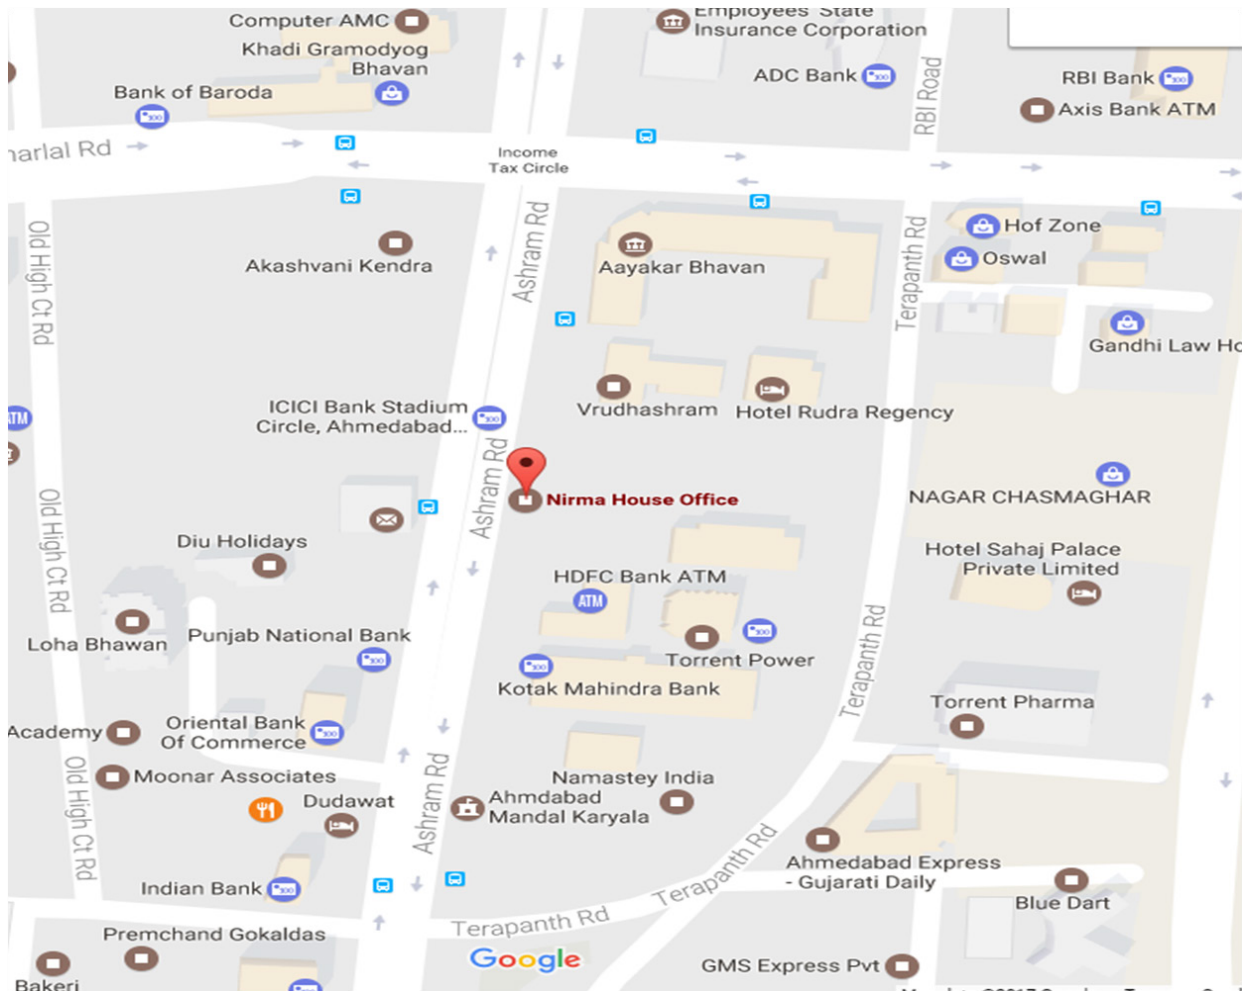 Computer AMC
Employees' State
Insurance Corporation
Khadi Gramodyog
Bhavan
ADC Bank
RBI Road
RBI Bank
Bank of Baroda
Axis Bank ATM
harlal Rd
Income
Tax Circle
Old High Ct Rd
Ashram Rd
Akashvani Kendra
Aayakar Bhavan
Terapanth Rd
Hof Zone
Oswal
Gandhi Law Ho
ICICI Bank Stadium
Circle, Ahmedabad...
Vrudhashram
Hotel Rudra Regency
ATM
Ashram Rd
Nirma House Office
NAGAR CHASMAGHAR
Old High Ct Rd
Diu Holidays
HDFC Bank ATM
ATM
Hotel Sahaj Palace
Private Limited
Loha Bhawan
Punjab National Bank
Torrent Power
Terapanth Rd
Kotak Mahindra Bank
Torrent Pharma
Academy
Oriental Bank
Of Commerce
Old High Ct Rd
Moonar Associates
Namastey India
Dudawat
Ashram Rd
Ahmdabad
Mandal Karyala
Terapanth Rd
Ahmedabad Express
- Gujarati Daily
Indian Bank
Blue Dart
Terapanth Rd
Premchand Gokaldas
Google
GMS Express Pvt
Bakeri